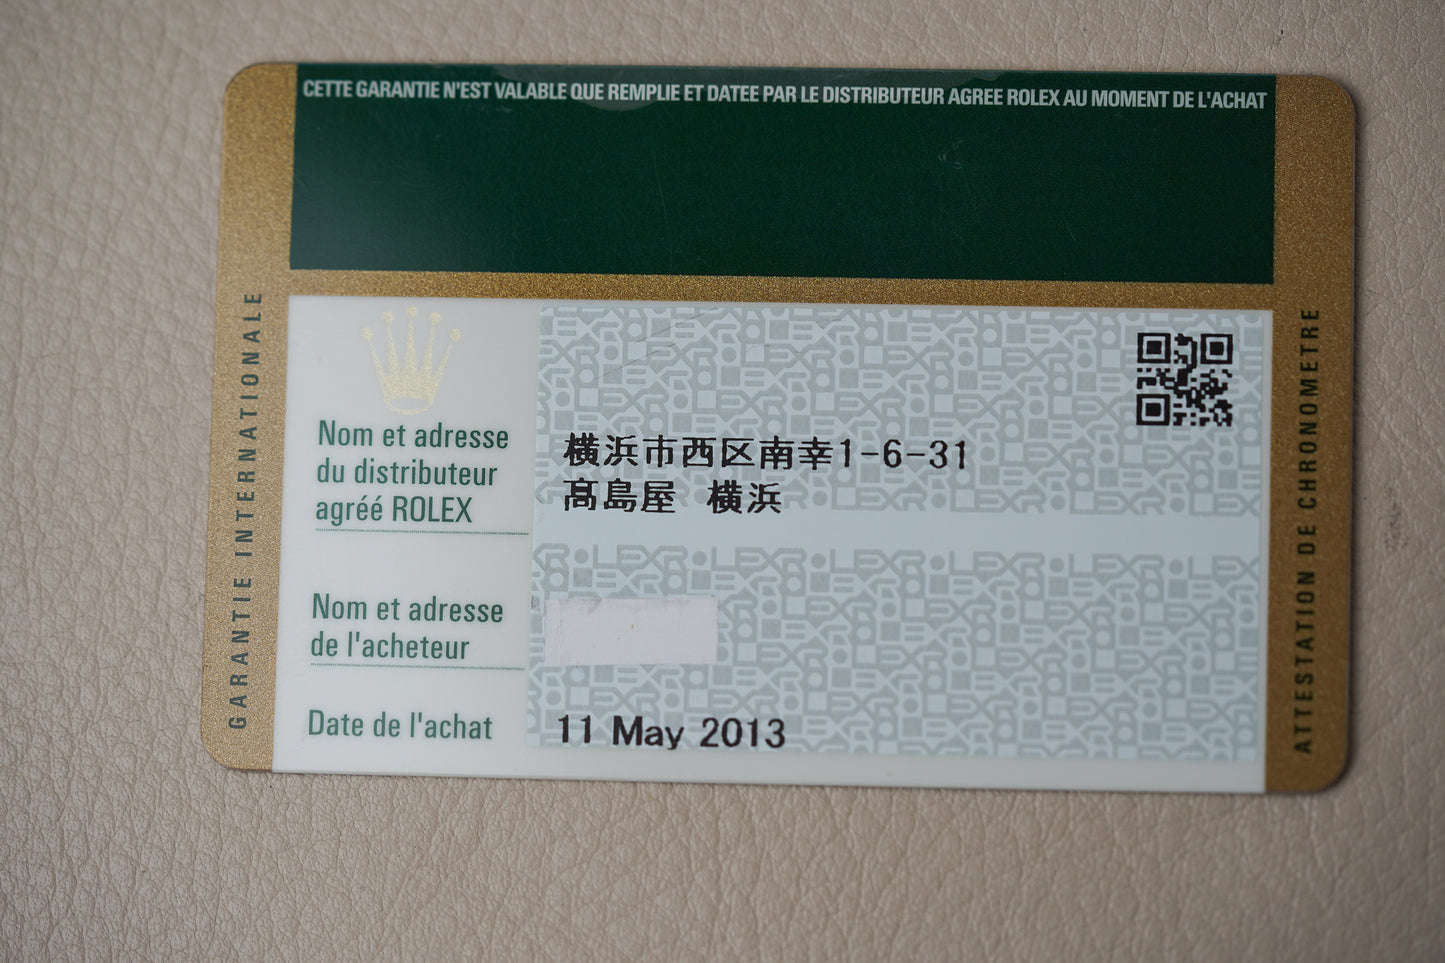 CETTE GARANTIE N'EST VALABLE QUE REMPLIE ET DATEE PAR LE DISTRIBUTEUR AGREE ROLEX AU MOMENT DE L'ACHAT
GARANTIE INTERNATIONALE
Nom et adresse
du distributeur
agréé ROLEX
横浜市西区南幸1-6-31
髙島屋 横浜
Nom et adresse
de l'acheteur
Date de l'achat
11 May 2013
ATTESTATION DE CHRONOMETRE